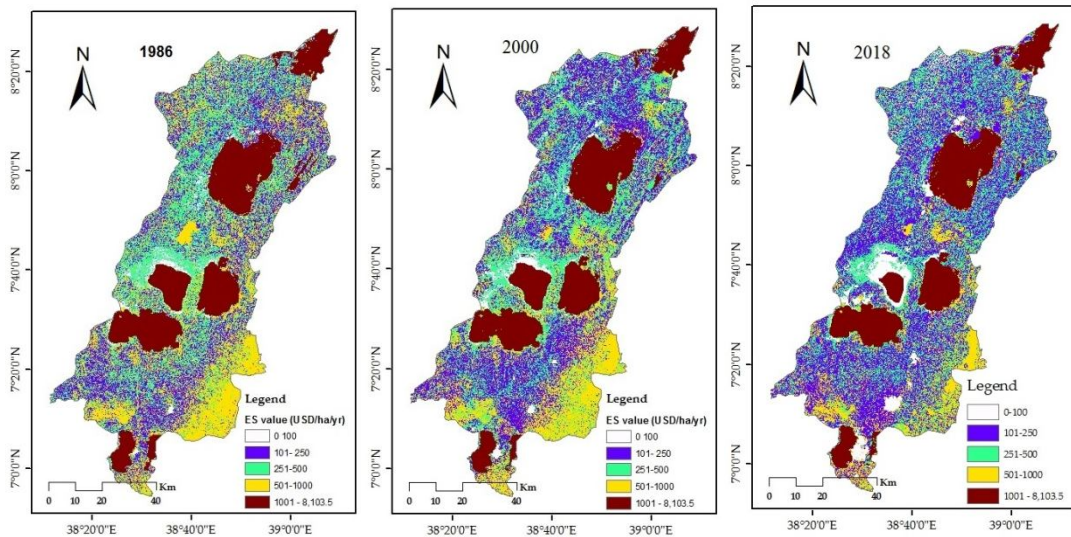 1986
N
8°20'0"N
8°0'0"N
7°40'0"N
7°20'0"N
7°0'0"N
Legend
ES value (USD/ha/yr)
0 100
101- 250
251-500
501-1000
1001 - 8,103.5
Km
0 10 20 40
38°20'0"E 38°40'0"E 39°0'0"E
2000
N
8°20'0"N
8°0'0"N
7°40'0"N
7°20'0"N
7°0'0"N
Legend
ES value (USD/ha/yr)
0-100
101- 250
251-500
501-1000
1001 - 8,103.5
Km
0 10 20 40
38°20'0"E 38°40'0"E 39°0'0"E
2018
N
8°20'0"N
8°0'0"N
7°40'0"N
7°20'0"N
7°0'0"N
Legend
0-100
101-250
251-500
501-1000
1001 - 8,103.5
Km
0 10 20 40
38°20'0"E 38°40'0"E 39°0'0"E